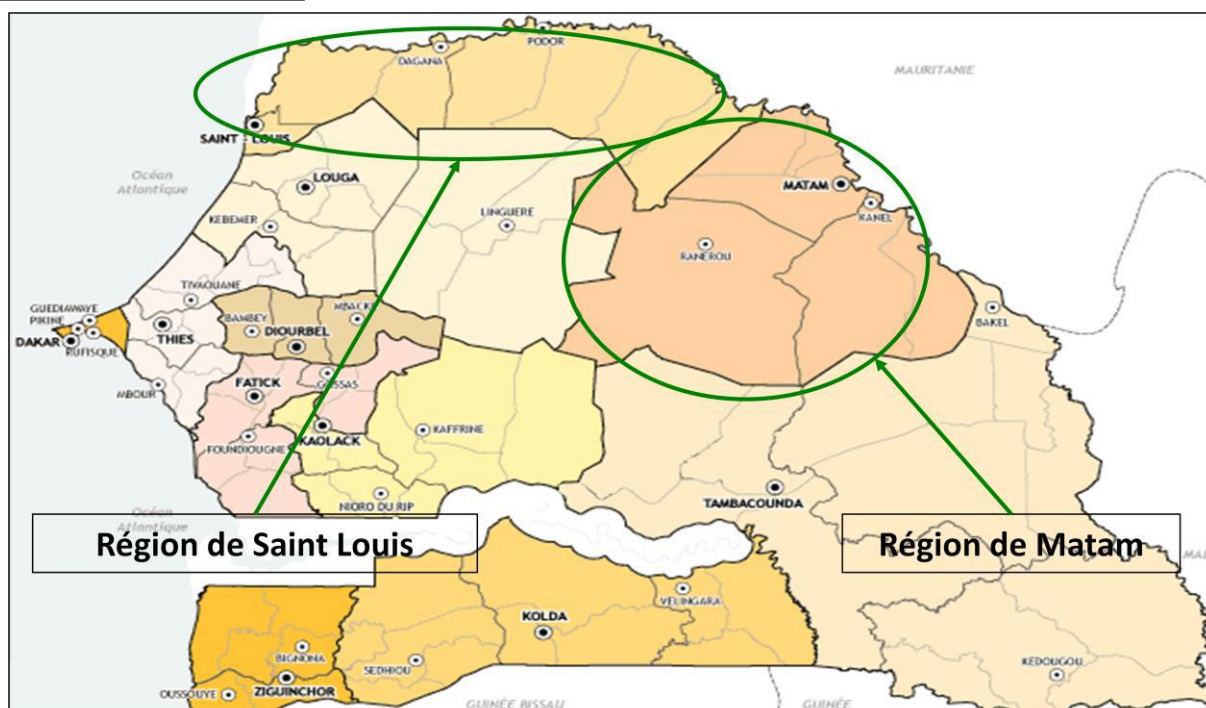 PODOR
DAGANA
MAURITANIE
SAINT - LOUIS
Océan
Atlantique
LOUGA
MATAM
KANEL
LINGUERE
KEBEMER
RANEROU
TIVAOUANE
GUEDIAWAYE
PIKINE
BAMBEY
MBACKE
BAKEL
DAKAR
RUFISQUE
THIES
DIOURBEL
MBOUR
FATICK
GOSSAS
KAOLACK
KAFFRINE
FOUNDIOUGNE
NIORO DU RIP
TAMBACOUNDA
Océan
Atlantique
Région de Saint Louis
Région de Matam
VELINGARA
KOLDA
BIGNONA
SEDHIOU
KEDOUGOU
OUSSOUYE
ZIGUINCHOR
GUINÉE BISSAU
GUINÉE